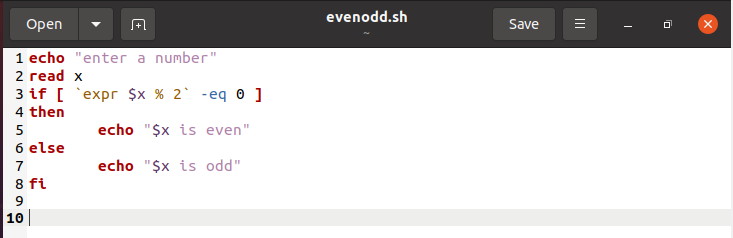 Open evenodd.sh Save
~
1 echo "enter a number"
2 read x
3 if [ `expr $x % 2` -eq 0 ]
4 then
5         echo "$x is even"
6 else
7         echo "$x is odd"
8 fi
9
10